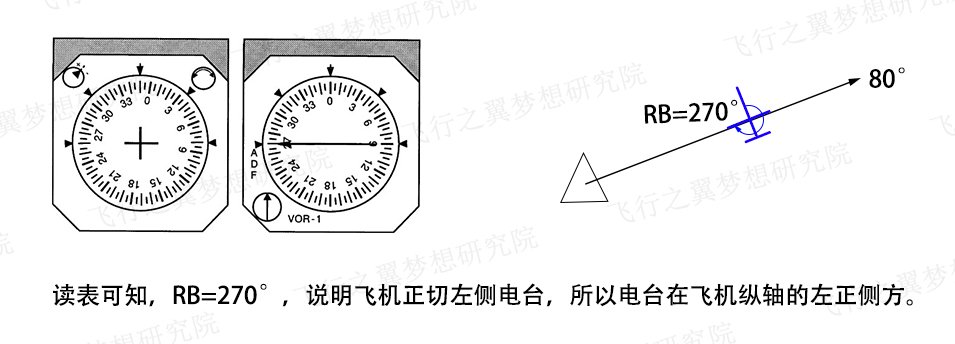 33 0 3 6 9 12 15 18 21 24 27 30
33 0 3 6 9 12 15 18 21 24 27 30
ADF
VOR-1
RB=270°
80°
读表可知，RB=270°，说明飞机正切左侧电台，所以电台在飞机纵轴的左正侧方。
飞行之翼梦想研究院